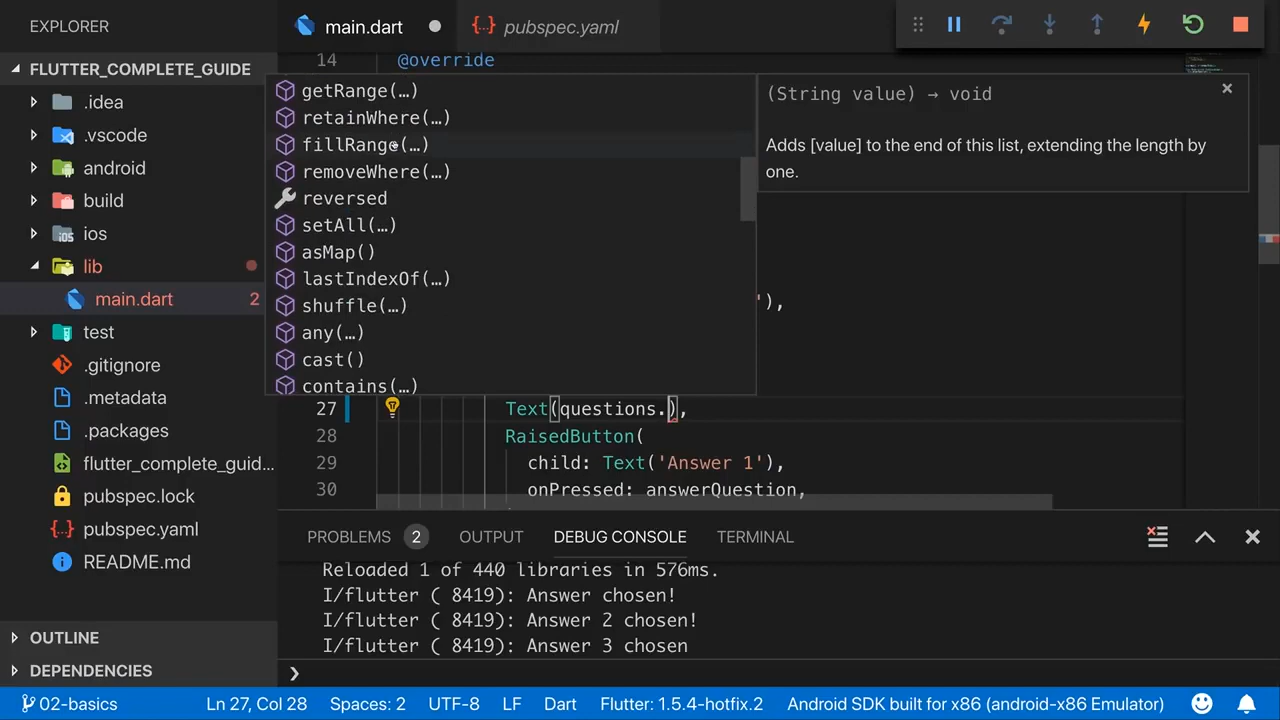 EXPLORER
main.dart
pubspec.yaml
FLUTTER_COMPLETE_GUIDE
.idea
.vscode
android
build
ios
lib
main.dart 2
test
.gitignore
.metadata
.packages
flutter_complete_guid...
pubspec.lock
pubspec.yaml
README.md
OUTLINE
DEPENDENCIES
14 @override
getRange(…)
retainWhere(…)
fillRange(…)
removeWhere(…)
reversed
setAll(…)
asMap()
lastIndexOf(…)
shuffle(…)
any(…)
cast()
contains(…)
(String value) → void
Adds [value] to the end of this list, extending the length by
one.
'),
27 Text(questions.),
28 RaisedButton(
29 child: Text('Answer 1'),
30 onPressed: answerQuestion,
PROBLEMS 2 OUTPUT DEBUG CONSOLE TERMINAL
Reloaded 1 of 440 libraries in 576ms.
I/flutter ( 8419): Answer chosen!
I/flutter ( 8419): Answer 2 chosen!
I/flutter ( 8419): Answer 3 chosen
02-basics Ln 27, Col 28 Spaces: 2 UTF-8 LF Dart Flutter: 1.5.4-hotfix.2 Android SDK built for x86 (android-x86 Emulator)